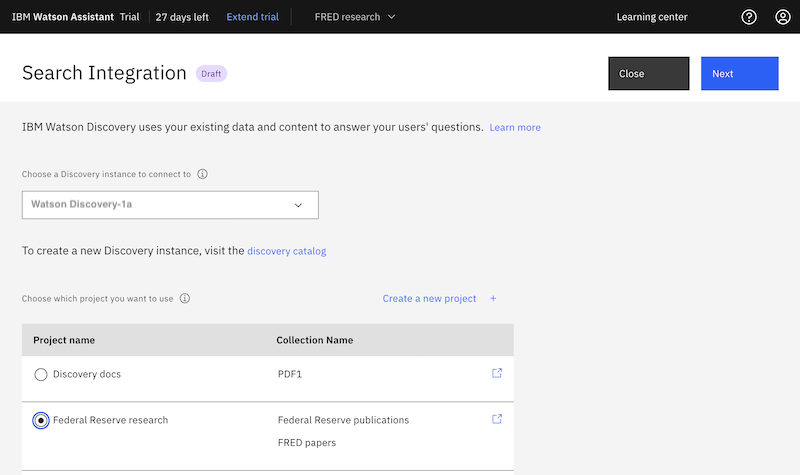 IBM Watson Assistant Trial 27 days left Extend trial FRED research Learning center
Search Integration Draft Close Next
IBM Watson Discovery uses your existing data and content to answer your users' questions. Learn more
Choose a Discovery instance to connect to
Watson Discovery-1a
To create a new Discovery instance, visit the discovery catalog
Choose which project you want to use Create a new project +
Project name Collection Name
Discovery docs PDF1
Federal Reserve research Federal Reserve publications
FRED papers